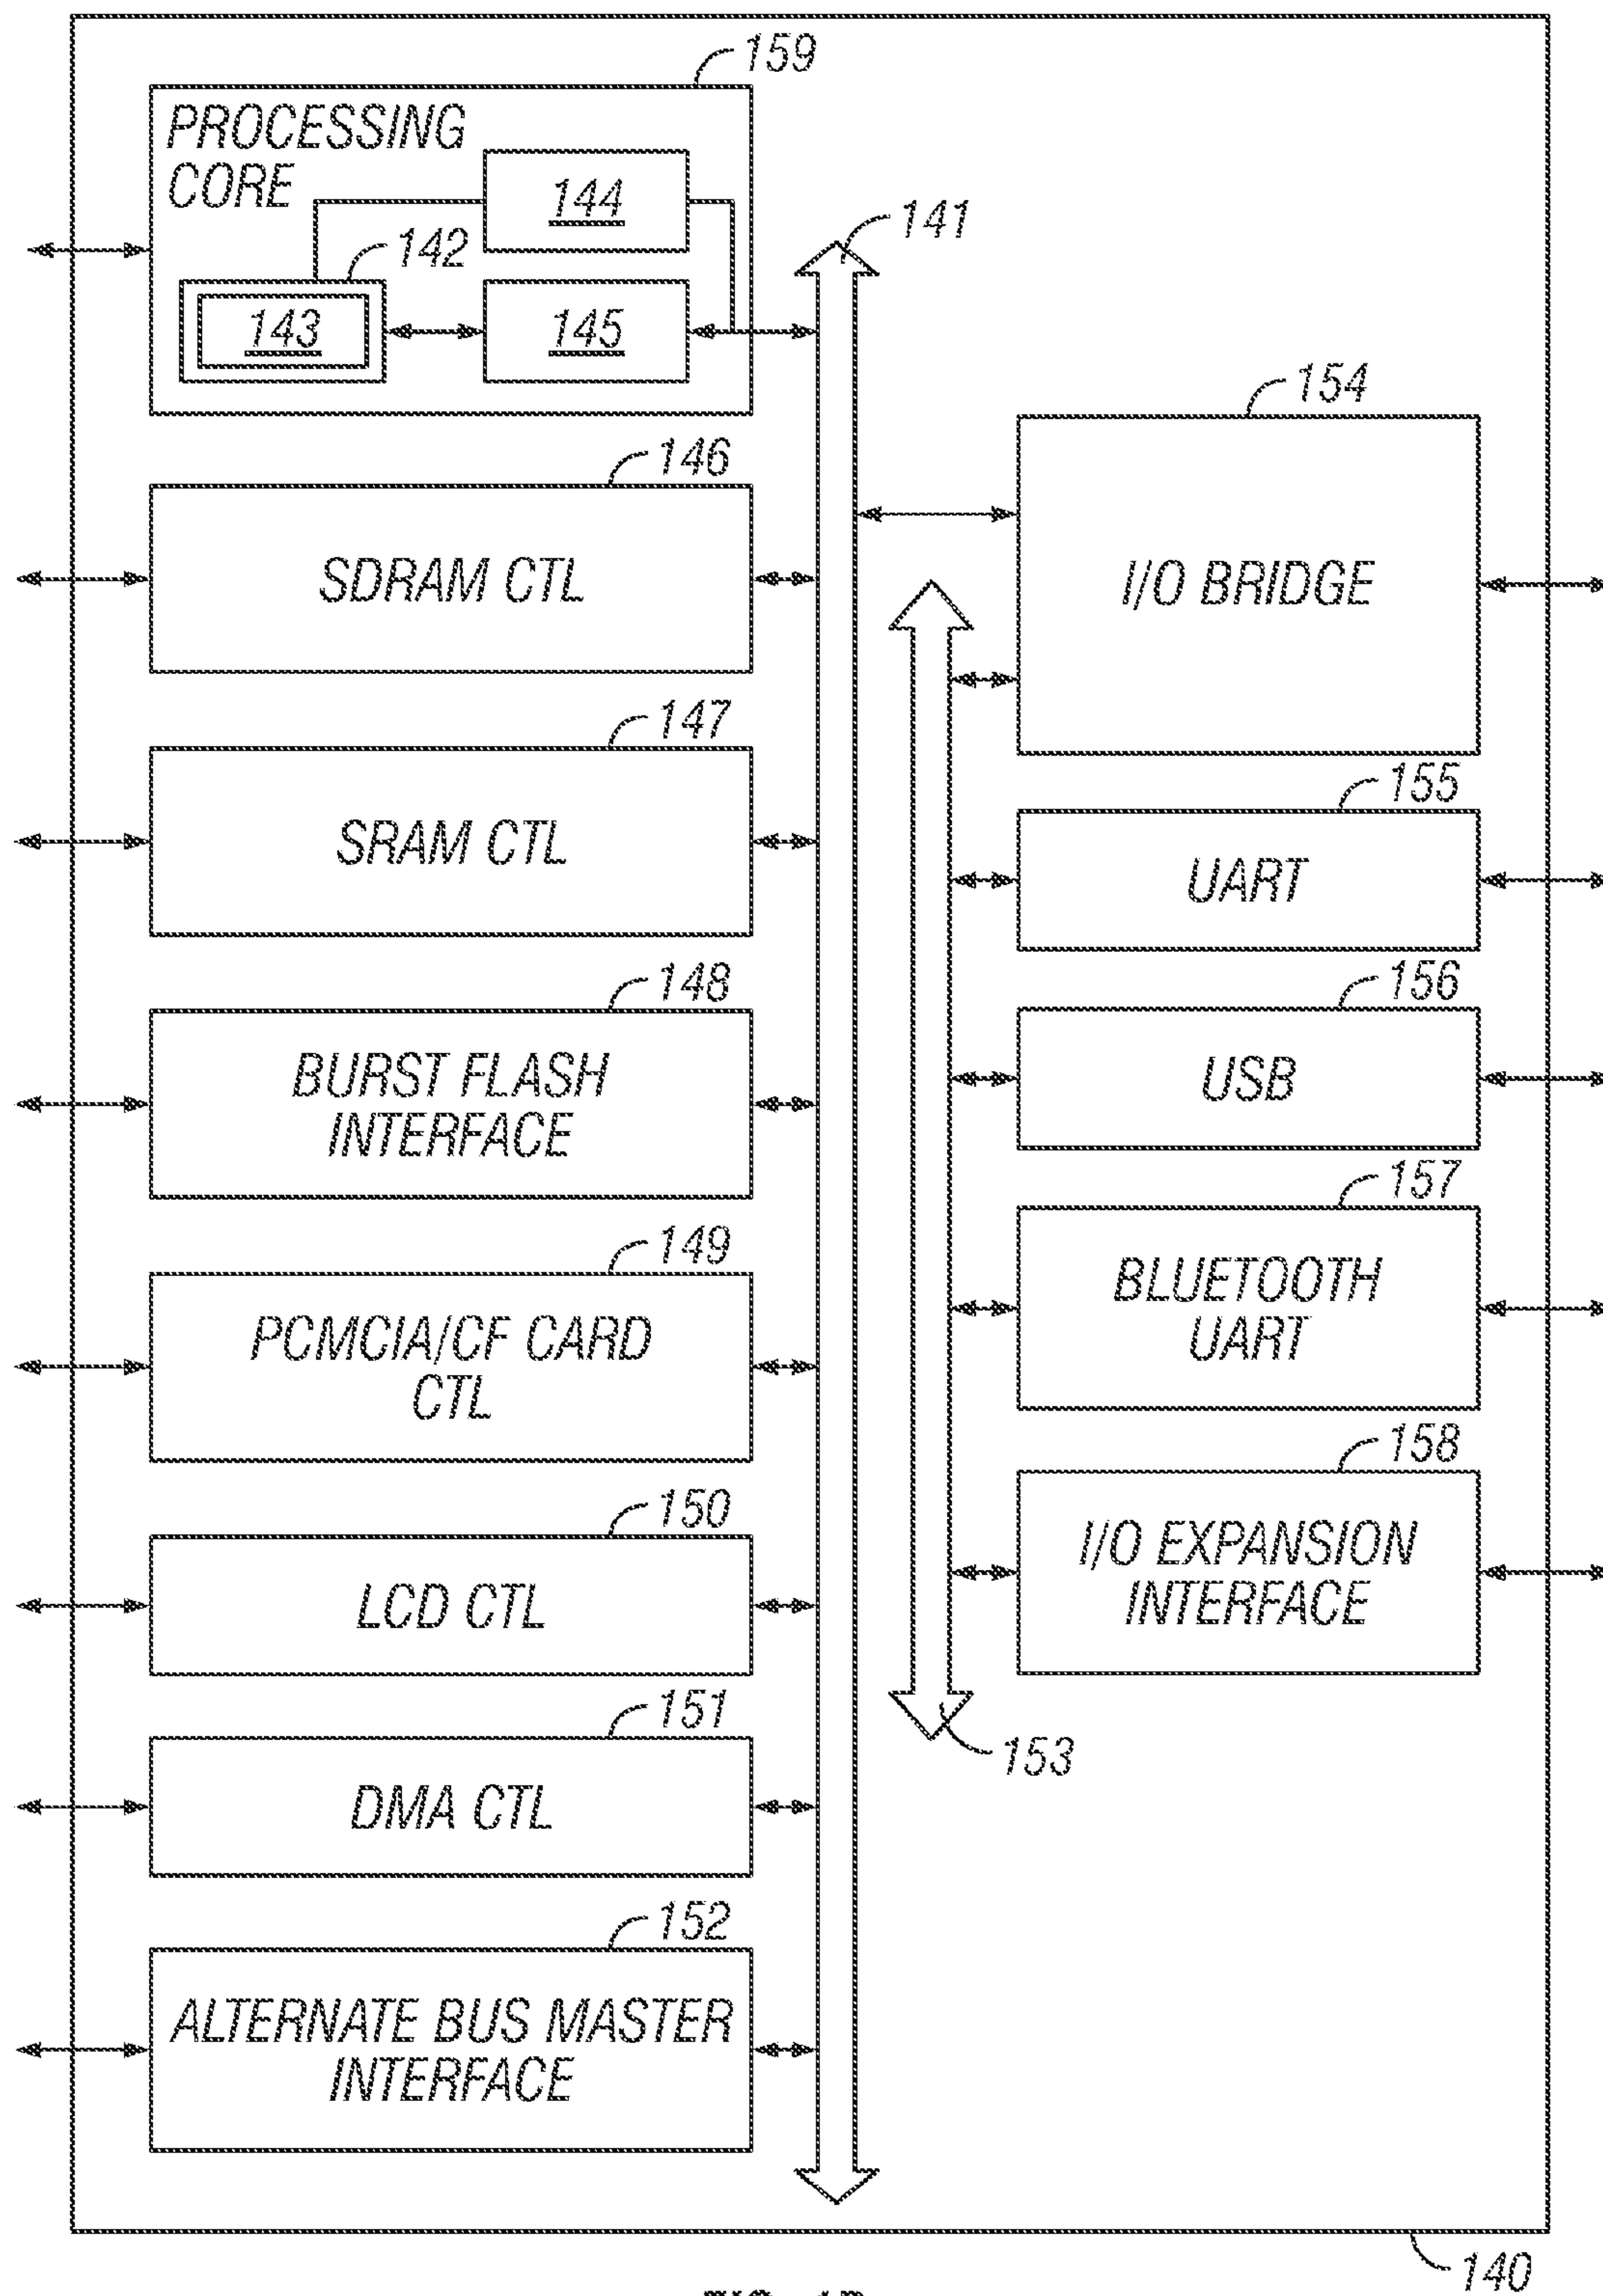 159
PROCESSING
CORE
144
141
142
143
145
154
146
SDRAM CTL
I/O BRIDGE
147
SRAM CTL
155
UART
148
BURST FLASH
INTERFACE
156
USB
149
PCMCIA/CF CARD
CTL
157
BLUETOOTH
UART
150
LCD CTL
158
I/O EXPANSION
INTERFACE
151
DMA CTL
153
152
ALTERNATE BUS MASTER
INTERFACE
140